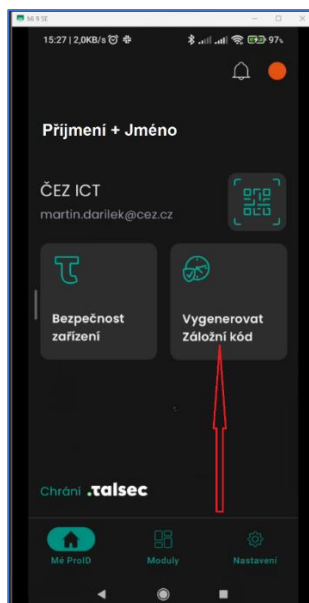 Mi 9 SE
15:27 | 2,0KB/s
97%
Příjmení + Jméno
ČEZ ICT
martin.darilek@cez.cz
Bezpečnost
zařízení
Vygenerovat
Záložní kód
Chrání .talsec
Mé ProID
Moduly
Nastavení